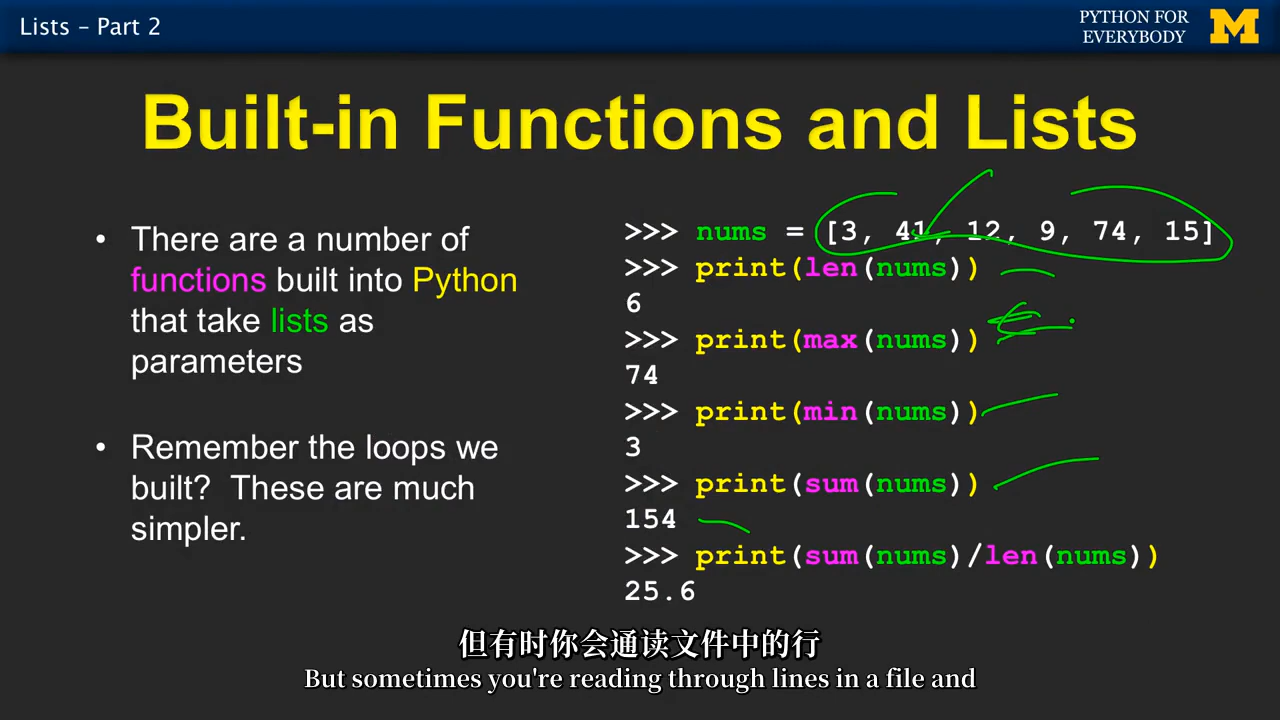 Lists – Part 2
PYTHON FOR
EVERYBODY
M
Built-in Functions and Lists
• There are a number of
functions built into Python
that take lists as
parameters
• Remember the loops we
built? These are much
simpler.
>>> nums = [3, 41, 12, 9, 74, 15]
>>> print(len(nums))
6
>>> print(max(nums))
74
>>> print(min(nums))
3
>>> print(sum(nums))
154
>>> print(sum(nums)/len(nums))
25.6
但有时你会通读文件中的行
But sometimes you're reading through lines in a file and